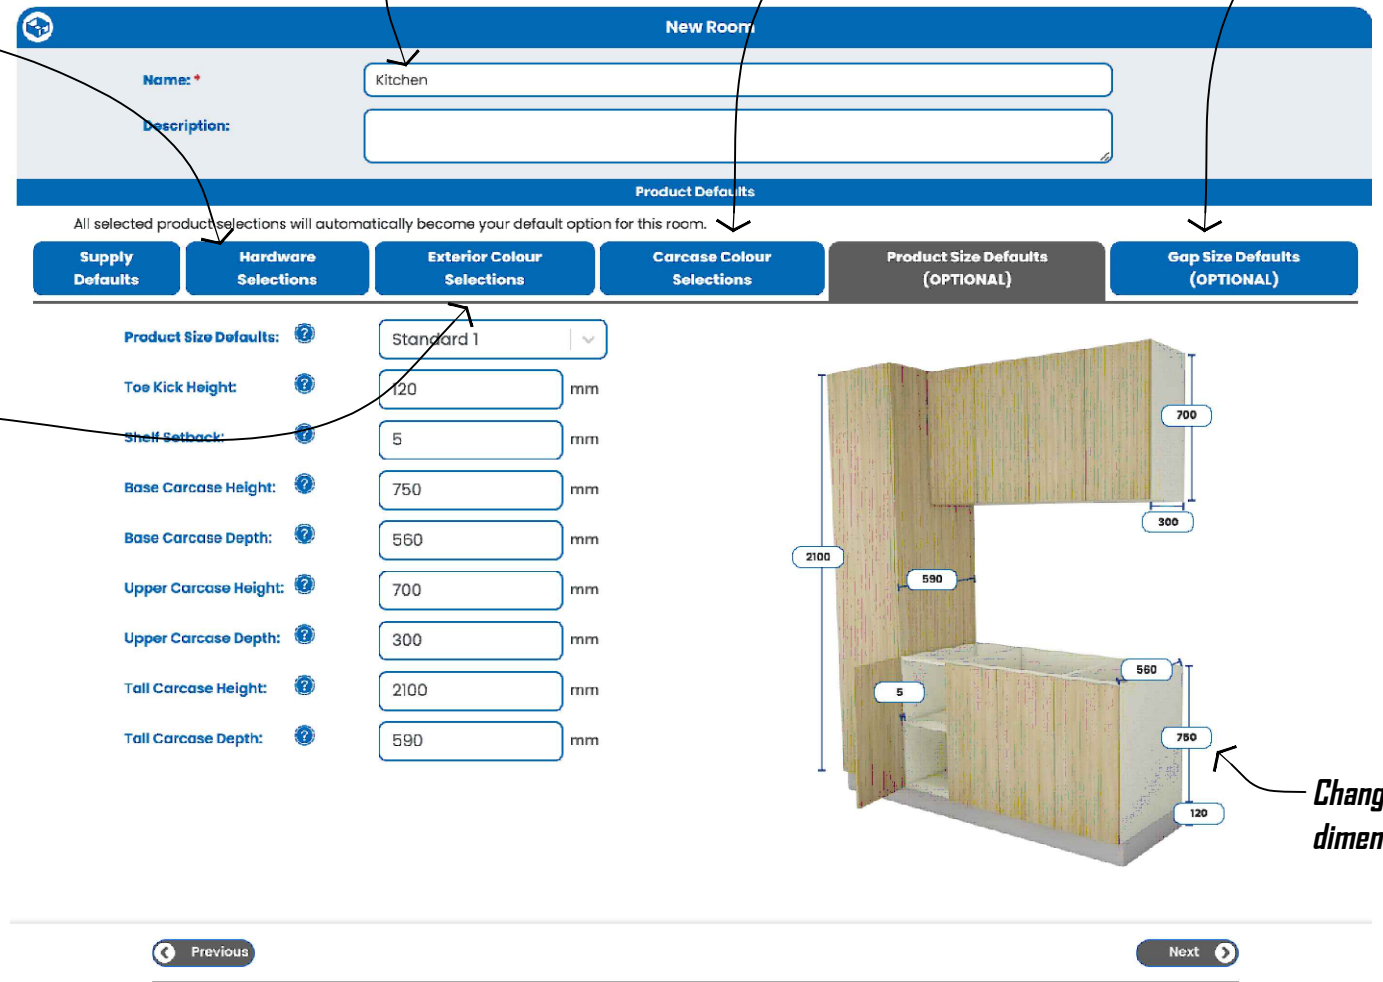 New Room
Name: *
Kitchen
Description:
Product Defaults
All selected product selections will automatically become your default option for this room.
Supply Defaults
Hardware Selections
Exterior Colour Selections
Carcase Colour Selections
Product Size Defaults (OPTIONAL)
Gap Size Defaults (OPTIONAL)
Product Size Defaults: ? Standard 1
Toe Kick Height: ? 120 mm
Shelf Setback: ? 5 mm
Base Carcase Height: ? 750 mm
Base Carcase Depth: ? 560 mm
Upper Carcase Height: ? 700 mm
Upper Carcase Depth: ? 300 mm
Tall Carcase Height: ? 2100 mm
Tall Carcase Depth: ? 590 mm
700
300
2100
590
560
5
750
120
Chang
dimen
Previous
Next